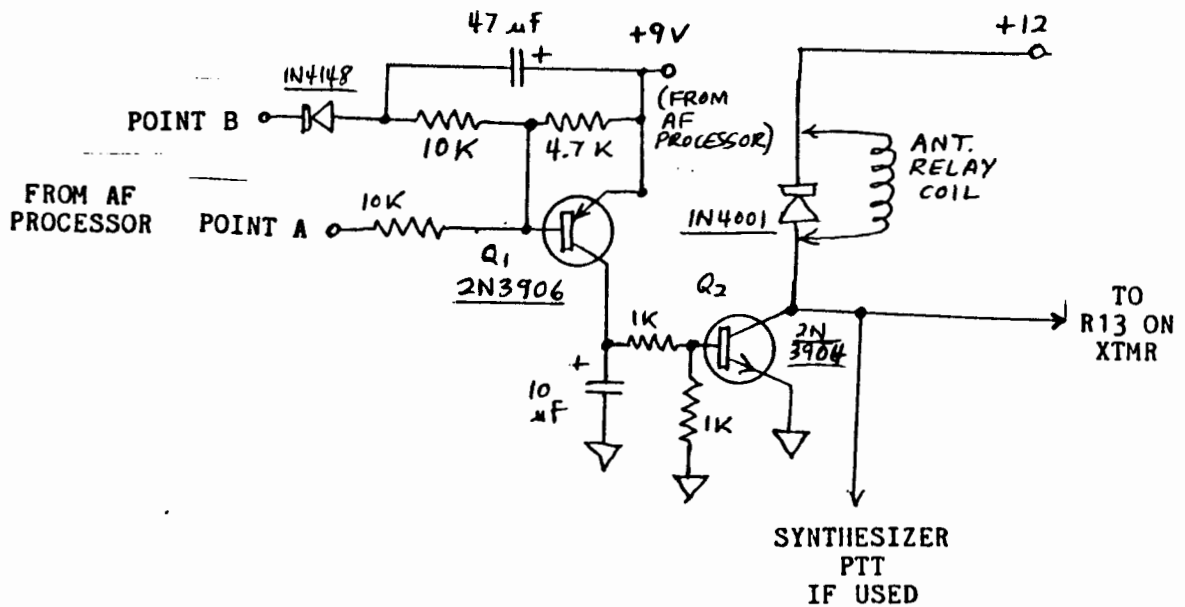 47 µF
+
+9V
+12
1N4148
POINT B
10K
4.7 K
(FROM
AF
PROCESSOR)
ANT.
RELAY
COIL
FROM AF
PROCESSOR
POINT A
10K
1N4001
Q1
2N3906
Q2
TO
R13 ON
XTMR
1K
2N
3904
+
10
µF
1K
SYNTHESIZER
PTT
IF USED